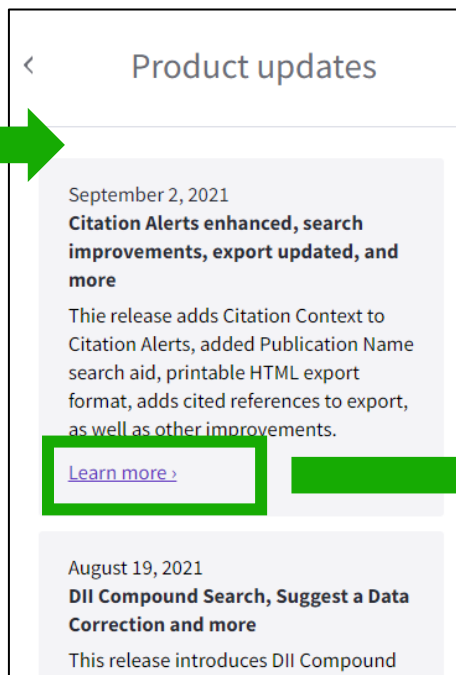 Product updates
September 2, 2021
Citation Alerts enhanced, search
improvements, export updated, and
more
Thie release adds Citation Context to
Citation Alerts, added Publication Name
search aid, printable HTML export
format, adds cited references to export,
as well as other improvements.
Learn more ›
August 19, 2021
DII Compound Search, Suggest a Data
Correction and more
This release introduces DII Compound